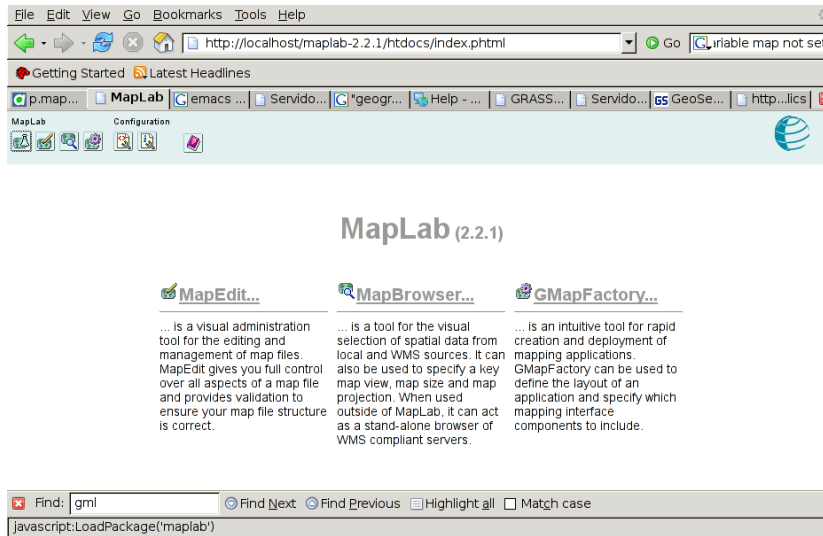 File Edit View Go Bookmarks Tools Help
http://localhost/maplab-2.2.1/htdocs/index.phtml Go riable map not se
Getting Started Latest Headlines
p.map... MapLab emacs ... Servido... "geogr... Help - ... GRASS... Servido... GS GeoSe... http...lics
MapLab Configuration
MapLab (2.2.1)
MapEdit... MapBrowser... GMapFactory...
... is a visual administration
tool for the editing and
management of map files.
MapEdit gives you full control
over all aspects of a map file
and provides validation to
ensure your map file structure
is correct.
... is a tool for the visual
selection of spatial data from
local and WMS sources. It can
also be used to specify a key
map view, map size and map
projection. When used
outside of MapLab, it can act
as a stand-alone browser of
WMS compliant servers.
... is an intuitive tool for rapid
creation and deployment of
mapping applications.
GMapFactory can be used to
define the layout of an
application and specify which
mapping interface
components to include.
Find: gml Find Next Find Previous Highlight all Match case
javascript:LoadPackage('maplab')